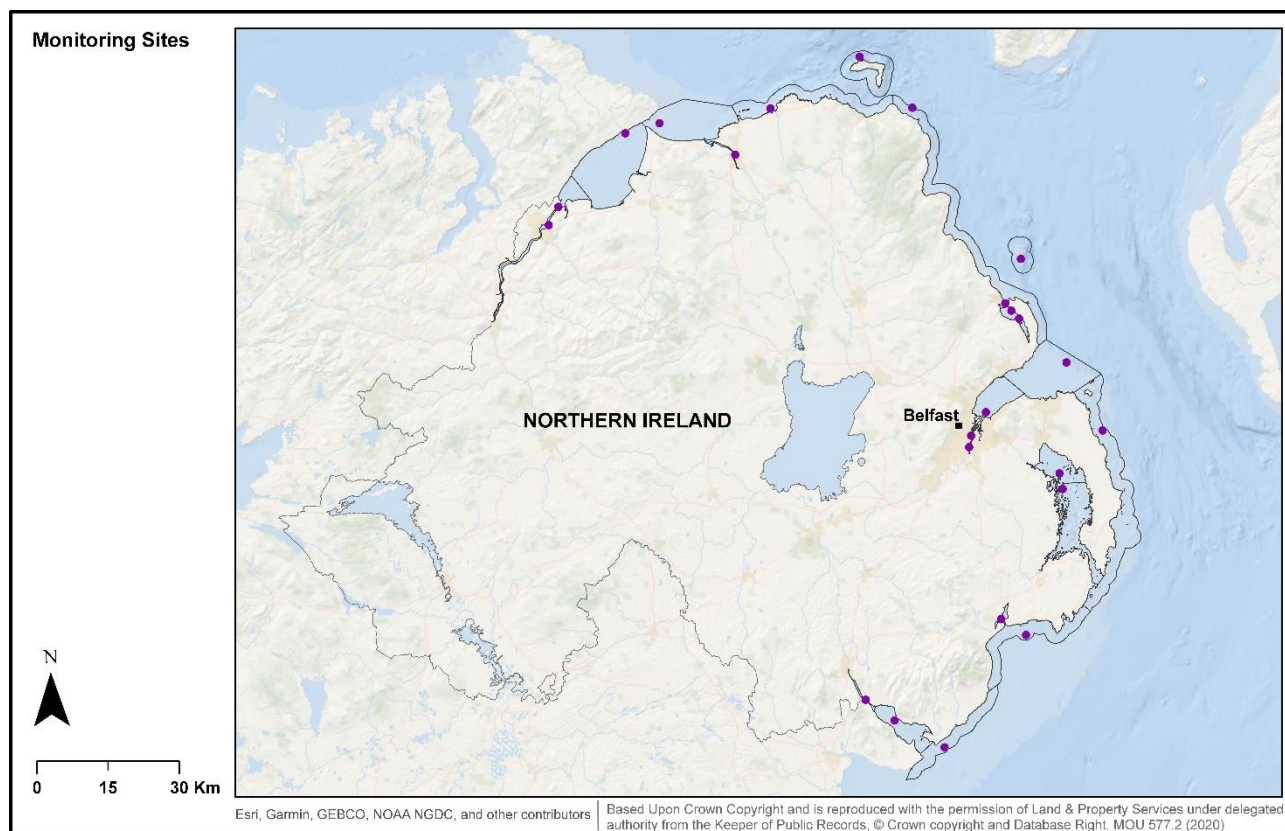 Monitoring Sites
NORTHERN IRELAND
Belfast
N
0 15 30 Km
Esri, Garmin, GEBCO, NOAA NGDC, and other contributors
Based Upon Crown Copyright and is reproduced with the permission of Land & Property Services under delegated
authority from the Keeper of Public Records, © Crown copyright and Database Right, MOU 577.2 (2020)